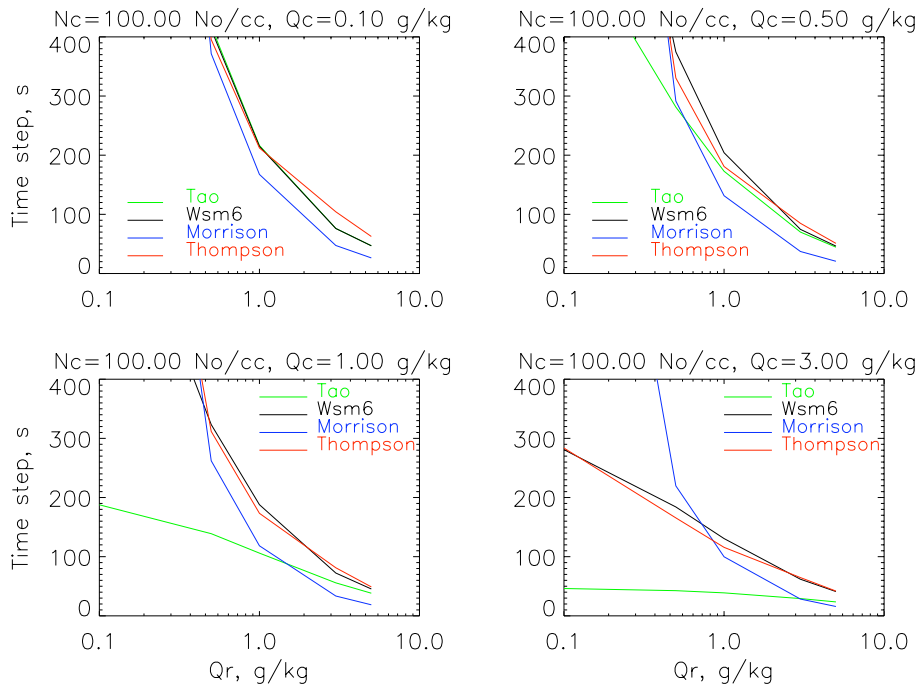 Nc=100.00 No/cc, Qc=0.10 g/kg
400
300
200
100
0
Time step, s
Tao
Wsm6
Morrison
Thompson
0.1 1.0 10.0
Nc=100.00 No/cc, Qc=0.50 g/kg
400
300
200
100
0
Time step, s
Tao
Wsm6
Morrison
Thompson
0.1 1.0 10.0
Nc=100.00 No/cc, Qc=1.00 g/kg
400
300
200
100
0
Time step, s
Tao
Wsm6
Morrison
Thompson
0.1 1.0 10.0
Qr, g/kg
Nc=100.00 No/cc, Qc=3.00 g/kg
400
300
200
100
0
Time step, s
Tao
Wsm6
Morrison
Thompson
0.1 1.0 10.0
Qr, g/kg